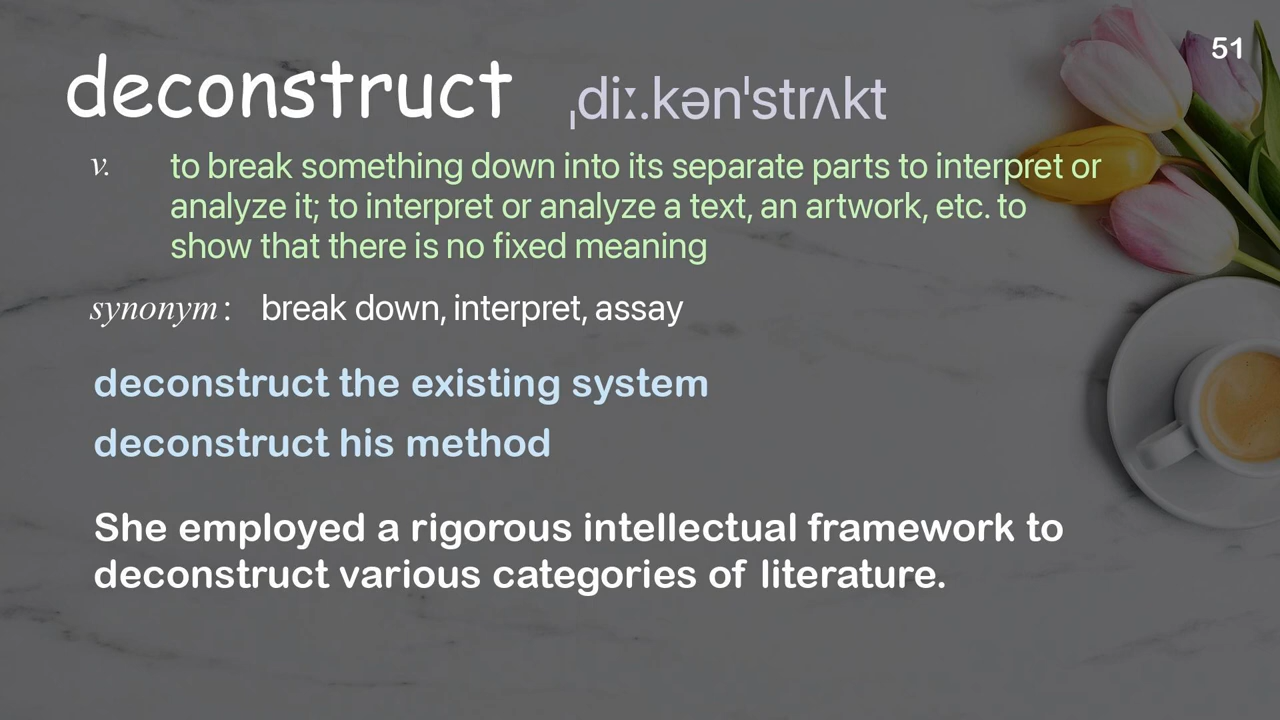 51
deconstruct ˌdiː.kənˈstrʌkt
v. to break something down into its separate parts to interpret or
analyze it; to interpret or analyze a text, an artwork, etc. to
show that there is no fixed meaning
synonym: break down, interpret, assay
deconstruct the existing system
deconstruct his method
She employed a rigorous intellectual framework to
deconstruct various categories of literature.